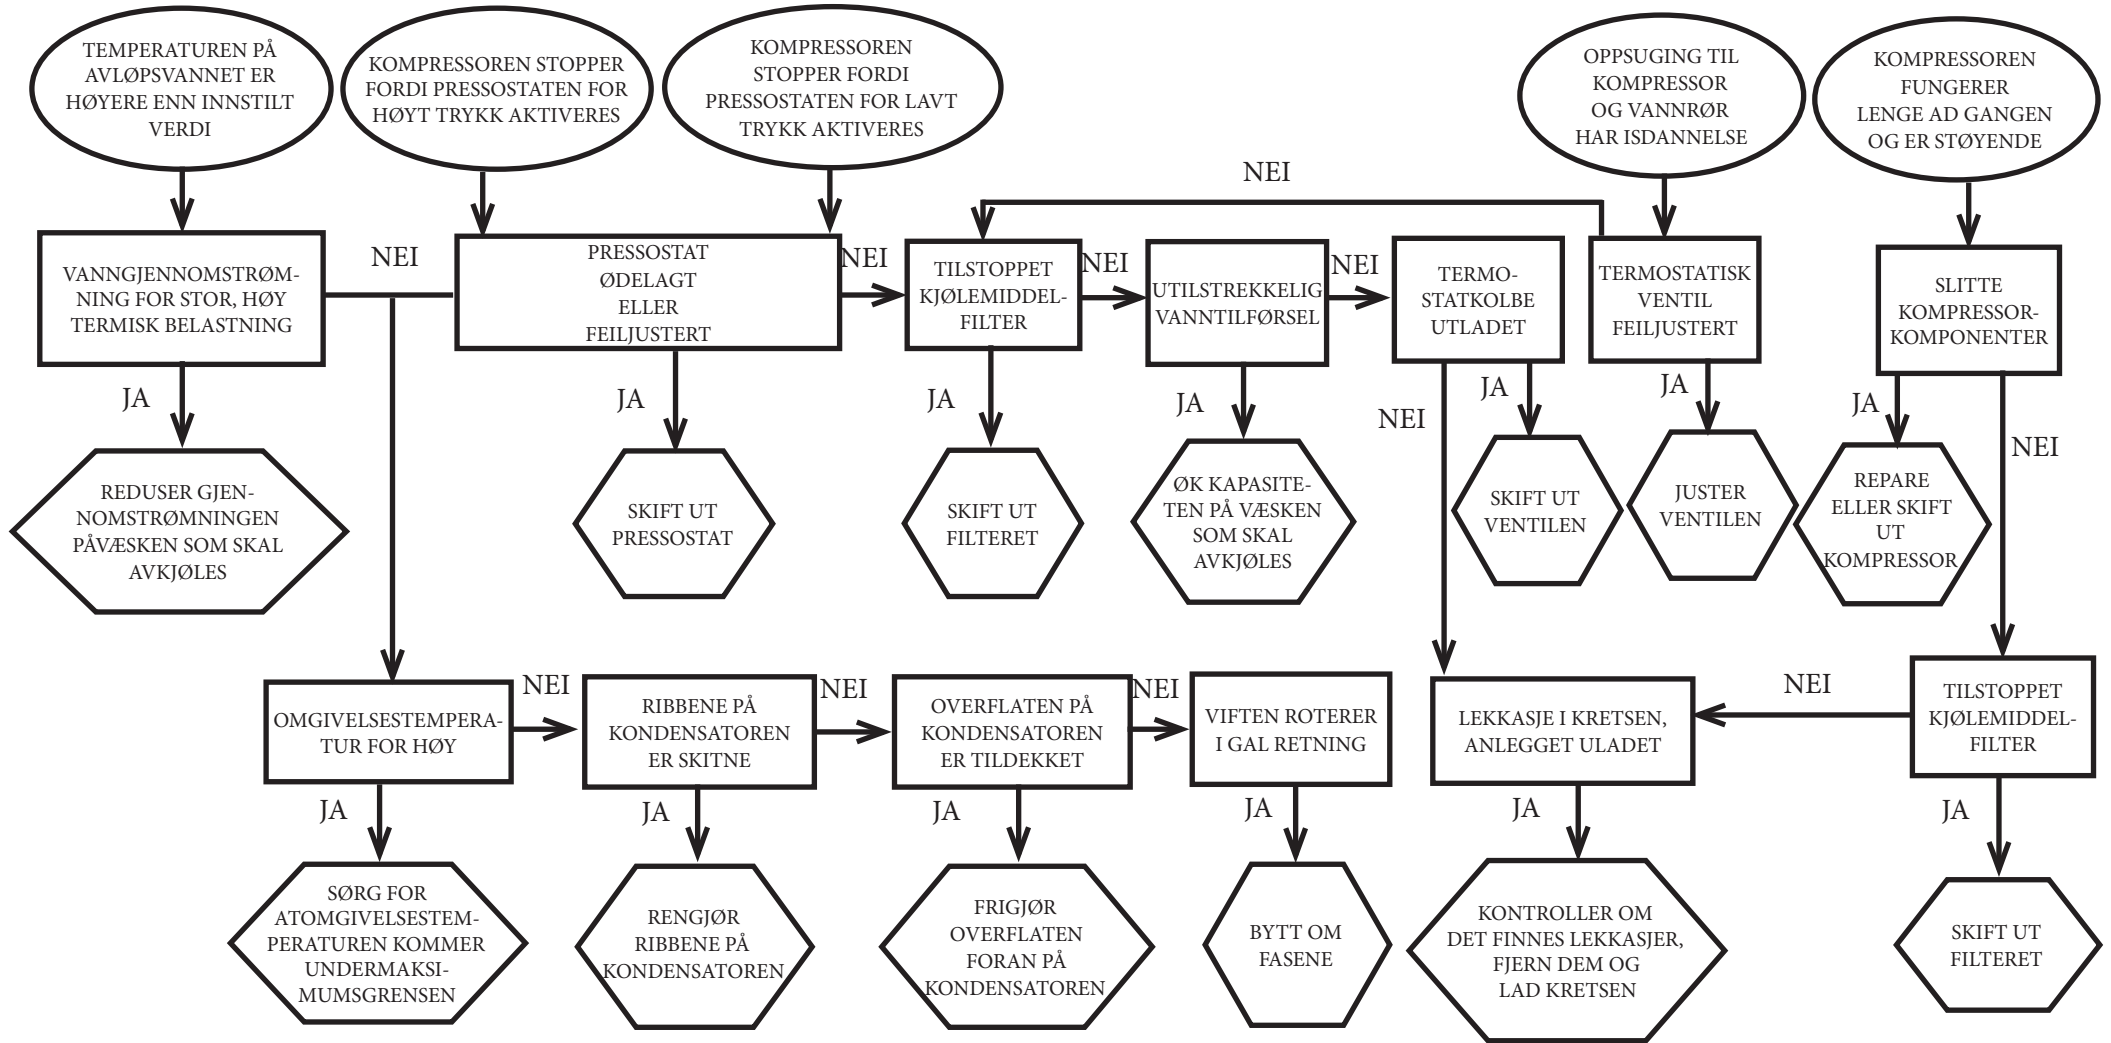 TEMPERATUREN PÅ
AVLØPSVANNET ER
HØYERE ENN INNSTILT
VERDI
KOMPRESSOREN STOPPER
FORDI PRESSOSTATEN FOR
HØYT TRYKK AKTIVERES
KOMPRESSOREN
STOPPER FORDI
PRESSOSTATEN FOR LAVT
TRYKK AKTIVERES
OPPSUGING TIL
KOMPRESSOR
OG VANNRØR
HAR ISDANNELSE
KOMPRESSOREN
FUNGERER
LENGE AD GANGEN
OG ER STØYENDE
NEI
VANNGJENNOMSTRØM-
NING FOR STOR, HØY
TERMISK BELASTNING
NEI
PRESSOSTAT
ØDELAGT
ELLER
FEILJUSTERT
NEI
TILSTOPPET
KJØLEMIDDEL-
FILTER
NEI
UTILSTREKKELIG
VANNTILFØRSEL
NEI
TERMO-
STATKOLBE
UTLADET
TERMOSTATISK
VENTIL
FEILJUSTERT
SLITTE
KOMPRESSOR-
KOMPONENTER
JA
JA
JA
JA
NEI
JA
JA
JA
NEI
REDUSER GJEN-
NOMSTRØMNINGEN
PÅVÆSKEN SOM SKAL
AVKJØLES
SKIFT UT
PRESSOSTAT
SKIFT UT
FILTERET
ØK KAPASITE-
TEN PÅ VÆSKEN
SOM SKAL
AVKJØLES
SKIFT UT
VENTILEN
JUSTER
VENTILEN
REPARE
ELLER SKIFT
UT
KOMPRESSOR
OMGIVELSESTEMPERA-
TUR FOR HØY
NEI
RIBBENE PÅ
KONDENSATOREN
ER SKITNE
NEI
OVERFLATEN PÅ
KONDENSATOREN
ER TILDEKKET
NEI
VIFTEN ROTERER
I GAL RETNING
LEKKASJE I KRETSEN,
ANLEGGET ULADET
NEI
TILSTOPPET
KJØLEMIDDEL-
FILTER
JA
JA
JA
JA
JA
JA
SØRG FOR
ATOMGIVELSESTEM-
PERATUREN KOMMER
UNDERMAKSI-
MUMSGRENSEN
RENGJØR
RIBBENE PÅ
KONDENSATOREN
FRIGJØR
OVERFLATEN
FORAN PÅ
KONDENSATOREN
BYTT OM
FASENE
KONTROLLER OM
DET FINNES LEKKASJER,
FJERN DEM OG
LAD KRETSEN
SKIFT UT
FILTERET